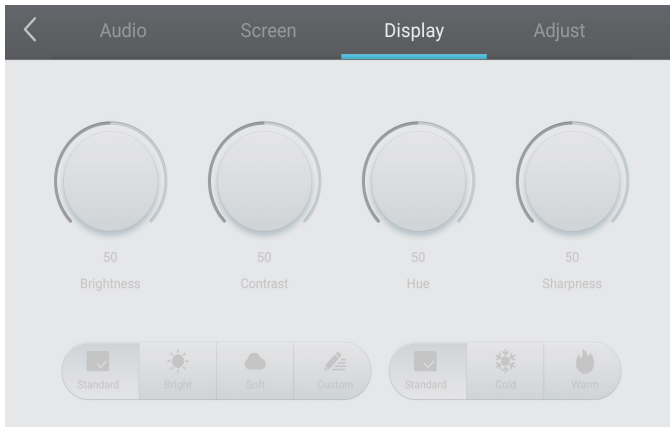 Audio Screen Display Adjust
50 50 50 50
Brightness Contrast Hue Sharpness
Standard Bright Soft Custom Standard Cold Warm